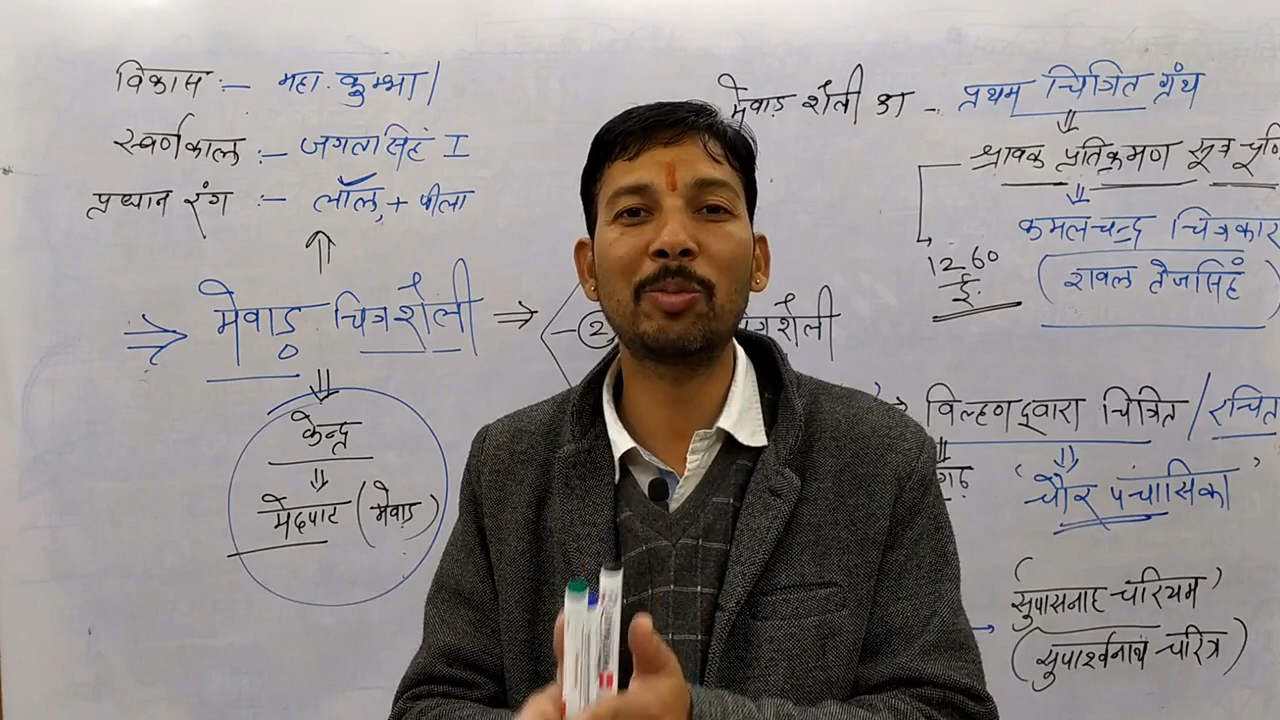 विकास :- महा. कुम्भा।
स्वर्णकाल :- जगतसिहं I
प्रधान रंग :- लाल + पीला
मेवाड़ चित्रशैली
केन्द्र
मेदपाट (मेवाड़)
2
मेवाड़ शैली का - प्रथम चित्रित ग्रंथ
श्रावक प्रतिक्रमण सूत्र
1260 ई.
कमलचन्द्र चित्रकार
(रावल तेजसिहं)
शैली
विल्हण द्वारा चित्रित / रचित
'चौर पंचासिका'
सुपासनाह चरियम'
(सुपार्श्वनाथ चरित्र)